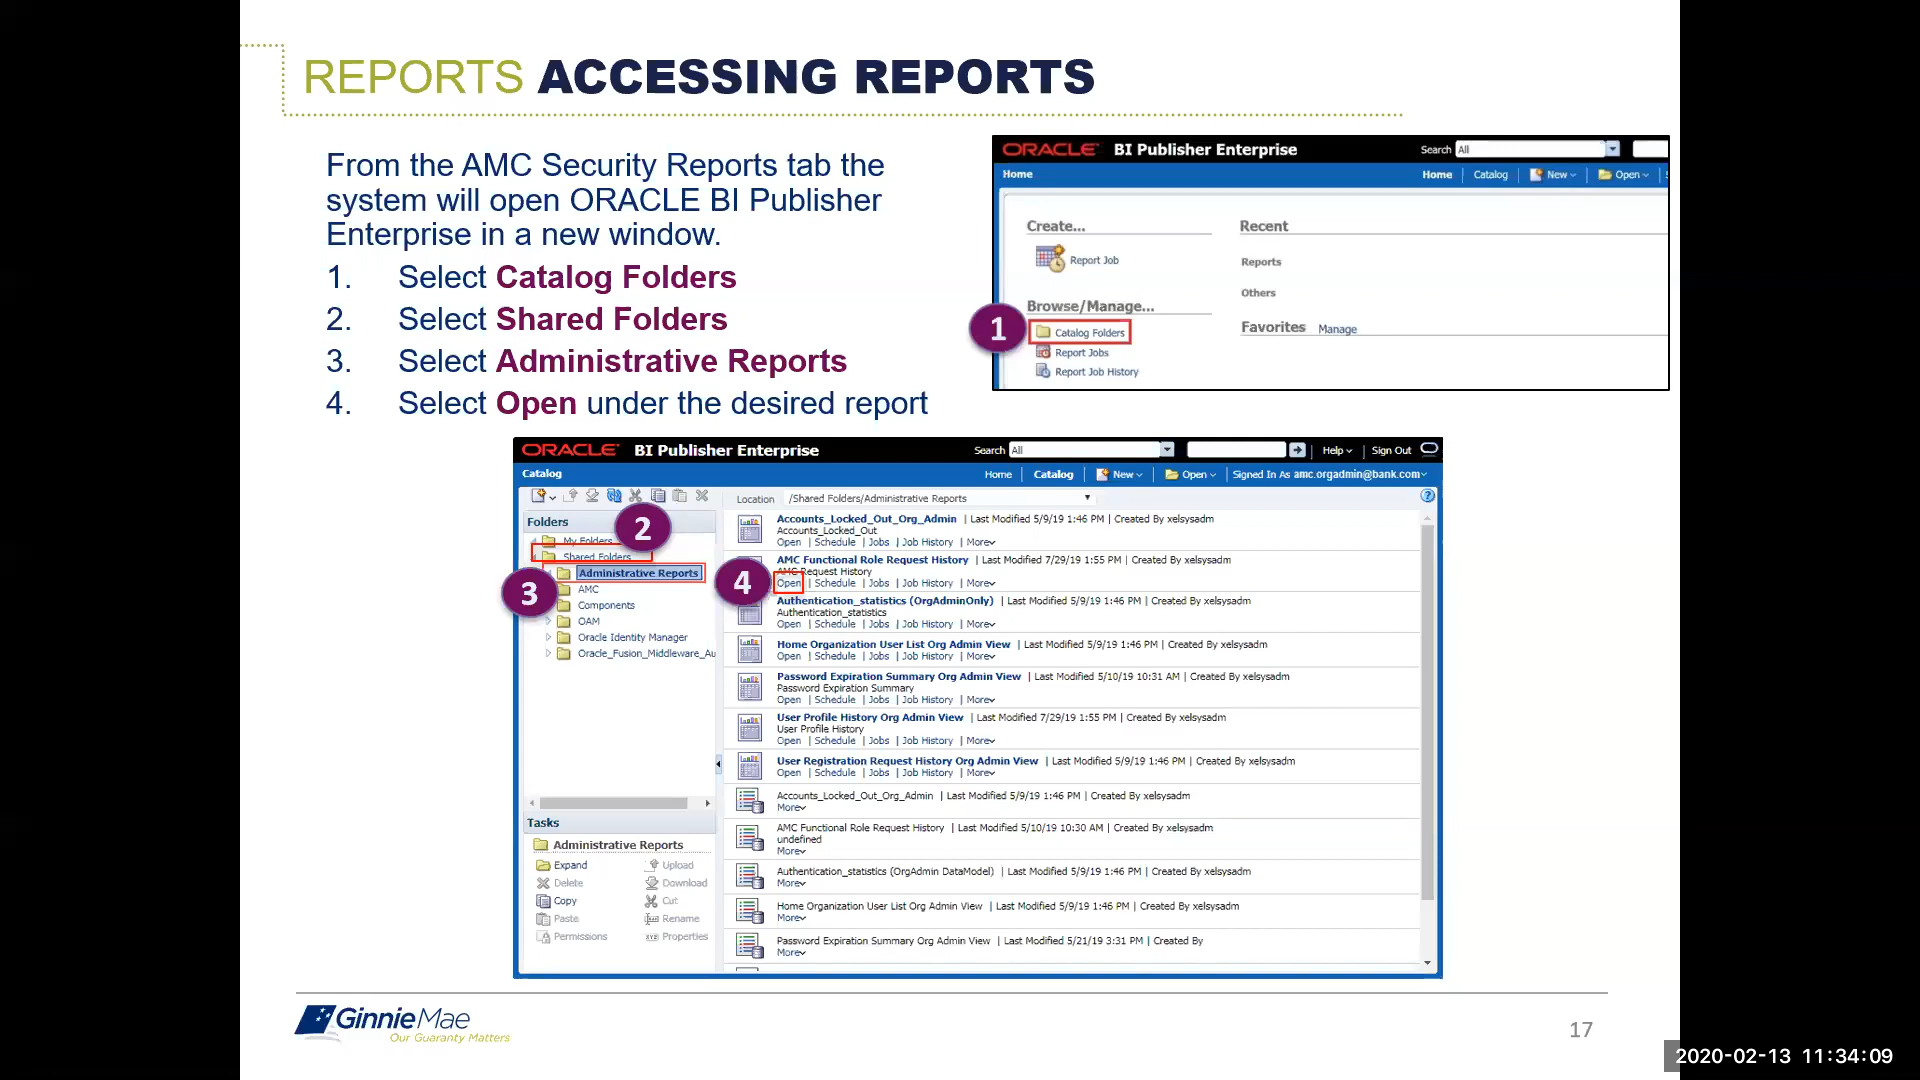 REPORTS ACCESSING REPORTS
From the AMC Security Reports tab the
system will open ORACLE BI Publisher
Enterprise in a new window.
1. Select Catalog Folders
2. Select Shared Folders
3. Select Administrative Reports
4. Select Open under the desired report
ORACLE BI Publisher Enterprise Search All
Home Home Catalog New Open
Create... Recent
Report Job Reports
Others
Browse/Manage...
Favorites Manage
1 Catalog Folders
Report Jobs
Report Job History
ORACLE BI Publisher Enterprise Search All Help Sign Out
Catalog Home Catalog New Open Signed In As amc.orgadmin@bank.com
Location /Shared Folders/Administrative Reports
Folders
My Folders
2
Shared Folders
3
Administrative Reports
AMC
Components
OAM
Oracle Identity Manager
Oracle_Fusion_Middleware_Au
Tasks
Administrative Reports
Expand Upload
Delete Download
Copy Cut
Paste Rename
Permissions Properties
Accounts_Locked_Out_Org_Admin | Last Modified 5/9/19 1:46 PM | Created By xelsysadm
Accounts_Locked_Out
Open | Schedule | Jobs | Job History | More
AMC Functional Role Request History | Last Modified 7/29/19 1:55 PM | Created By xelsysadm
AMC Request History
4
Open | Schedule | Jobs | Job History | More
Authentication_statistics (OrgAdminOnly) | Last Modified 5/9/19 1:46 PM | Created By xelsysadm
Authentication_statistics
Open | Schedule | Jobs | Job History | More
Home Organization User List Org Admin View | Last Modified 5/9/19 1:46 PM | Created By xelsysadm
Open | Schedule | Jobs | Job History | More
Password Expiration Summary Org Admin View | Last Modified 5/10/19 10:31 AM | Created By xelsysadm
Password Expiration Summary
Open | Schedule | Jobs | Job History | More
User Profile History Org Admin View | Last Modified 7/29/19 1:55 PM | Created By xelsysadm
User Profile History
Open | Schedule | Jobs | Job History | More
User Registration Request History Org Admin View | Last Modified 5/9/19 1:46 PM | Created By xelsysadm
Open | Schedule | Jobs | Job History | More
Accounts_Locked_Out_Org_Admin | Last Modified 5/9/19 1:46 PM | Created By xelsysadm
More
AMC Functional Role Request History | Last Modified 5/10/19 10:30 AM | Created By xelsysadm
undefined
More
Authentication_statistics (OrgAdmin DataModel) | Last Modified 5/9/19 1:46 PM | Created By xelsysadm
More
Home Organization User List Org Admin View | Last Modified 5/9/19 1:46 PM | Created By xelsysadm
More
Password Expiration Summary Org Admin View | Last Modified 5/21/19 3:31 PM | Created By
More
GinnieMae
Our Guaranty Matters
17
2020-02-13 11:34:09